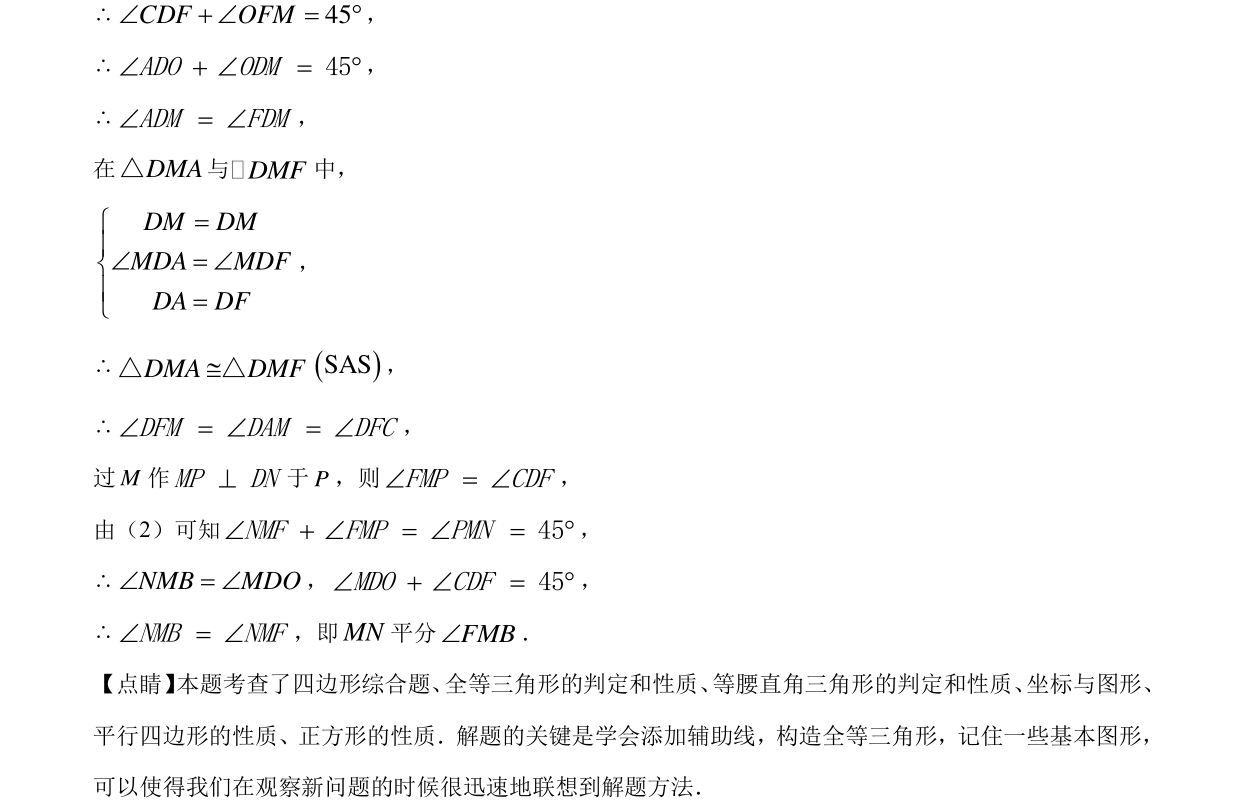 ∴ ∠CDF + ∠OFM = 45°，
∴ ∠ADO + ∠ODM = 45°，
∴ ∠ADM = ∠FDM，
在△DMA与□DMF中，
DM = DM
∠MDA = ∠MDF，
DA = DF
∴ △DMA ≌ △DMF (SAS)，
∴ ∠DFM = ∠DAM = ∠DFC，
过M作MP ⊥ DN于P，则∠FMP = ∠CDF，
由（2）可知∠NMF + ∠FMP = ∠PMN = 45°，
∴ ∠NMB = ∠MDO，∠MDO + ∠CDF = 45°，
∴ ∠NMB = ∠NMF，即MN平分∠FMB．
【点睛】本题考查了四边形综合题、全等三角形的判定和性质、等腰直角三角形的判定和性质、坐标与图形、
平行四边形的性质、正方形的性质．解题的关键是学会添加辅助线，构造全等三角形，记住一些基本图形，
可以使得我们在观察新问题的时候很迅速地联想到解题方法．